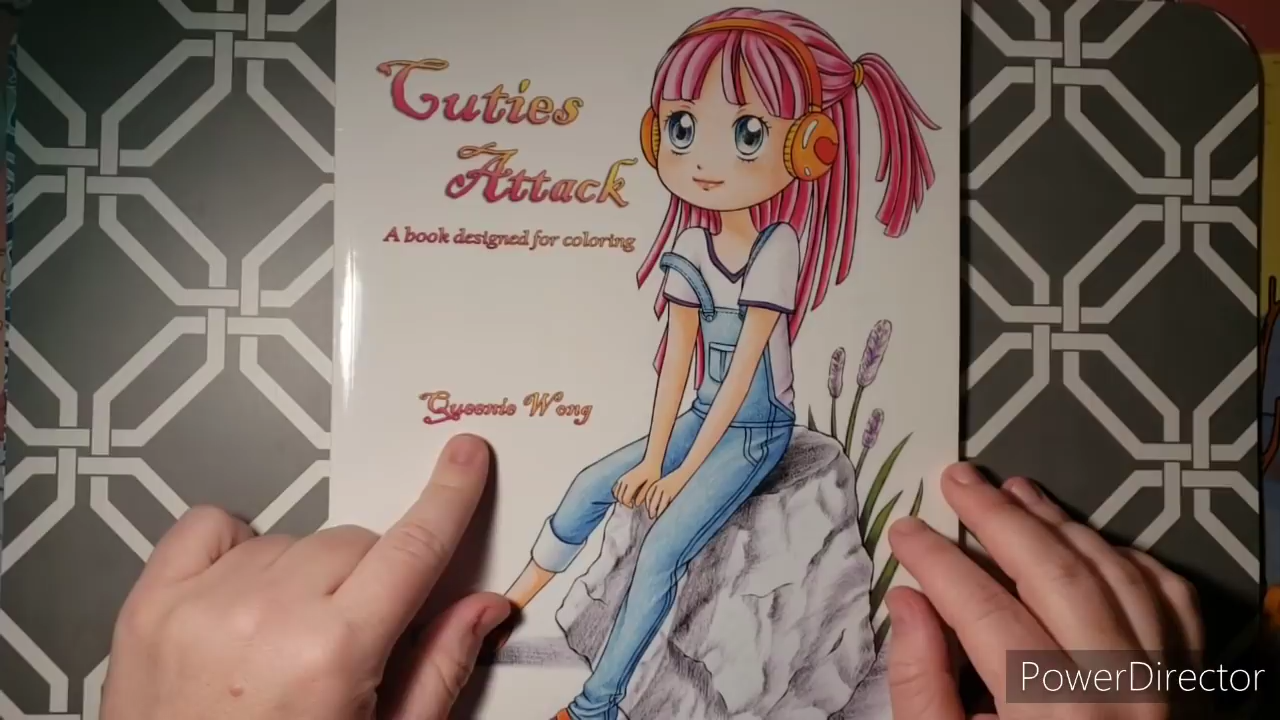 Cuties
Attack
A book designed for coloring
Queenie Wong
PowerDirector